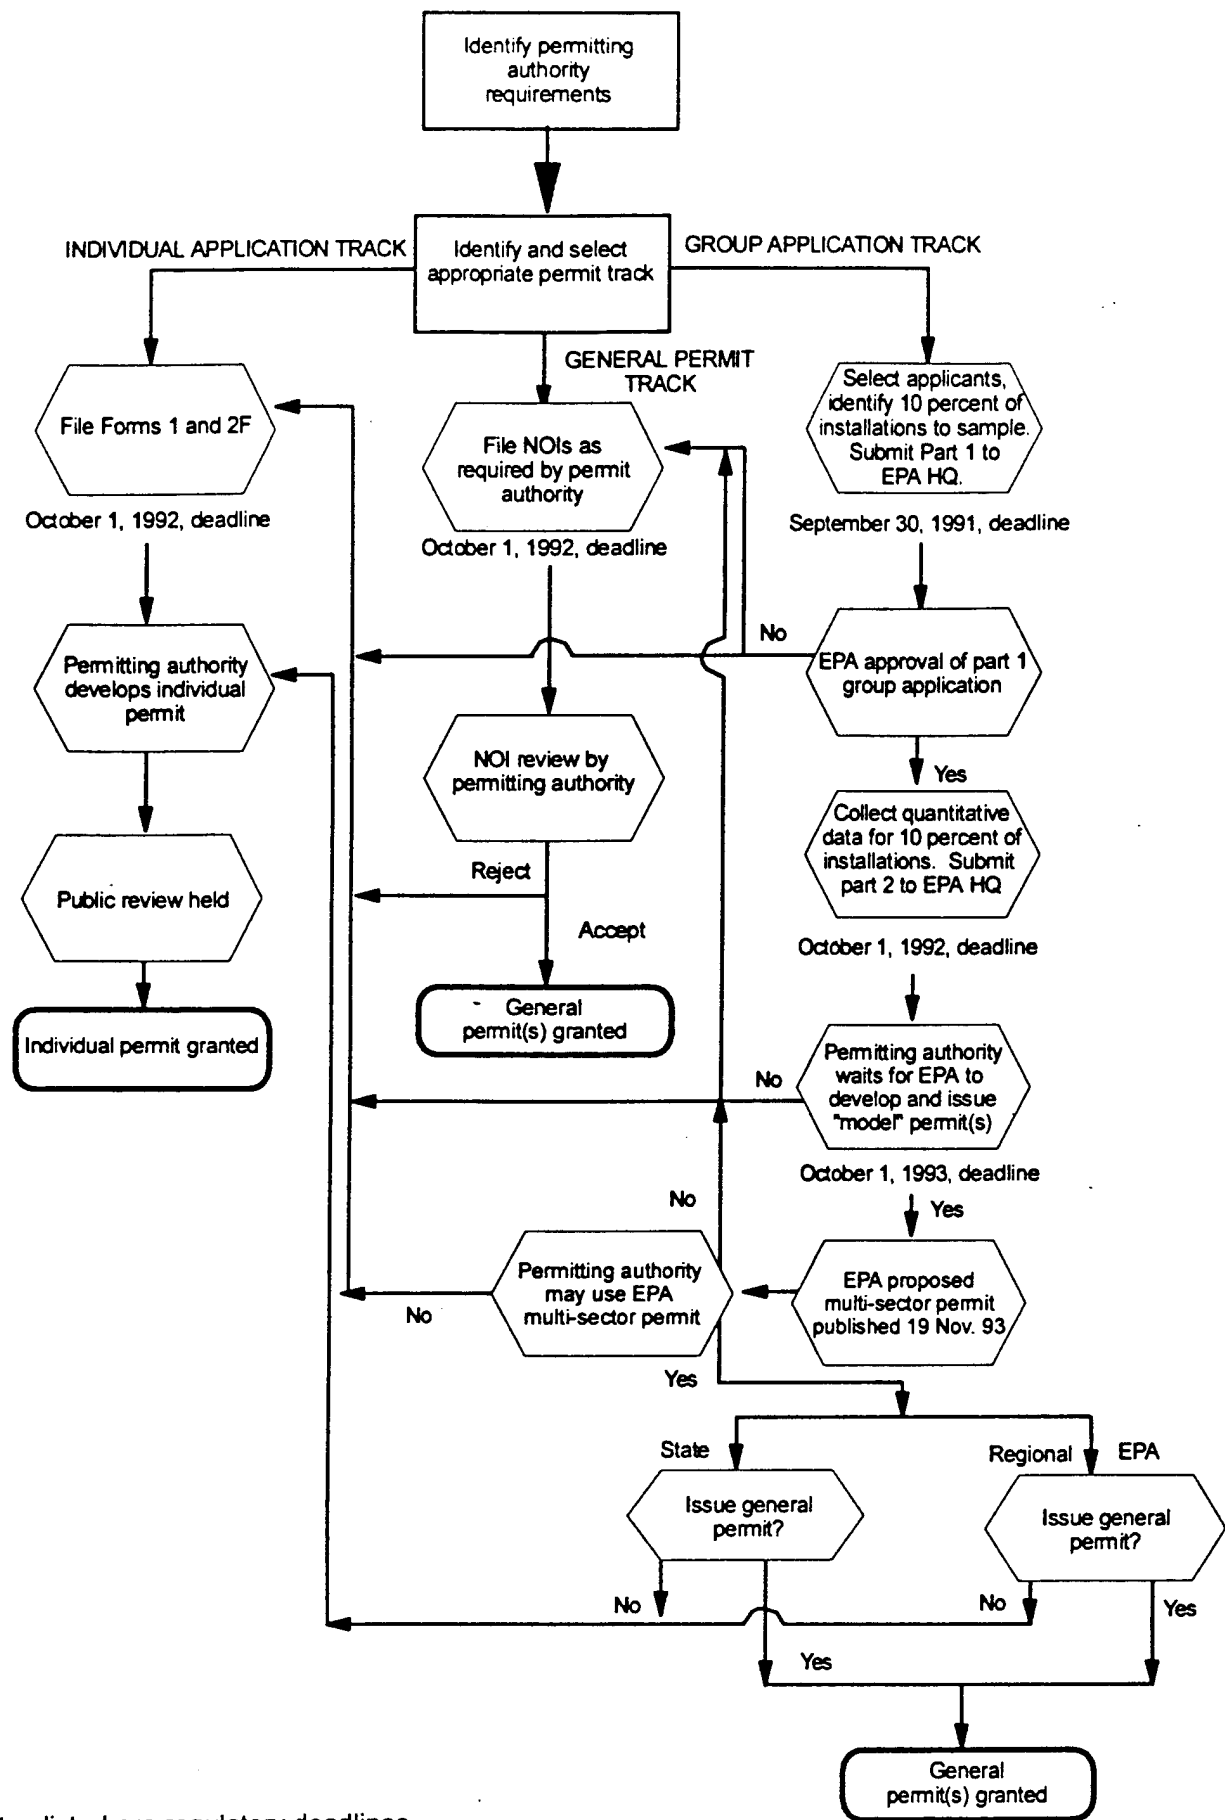 Identify permitting
authority
requirements
INDIVIDUAL APPLICATION TRACK
Identify and select
appropriate permit track
GROUP APPLICATION TRACK
GENERAL PERMIT
TRACK
File Forms 1 and 2F
October 1, 1992, deadline
File NOIs as
required by permit
authority
October 1, 1992, deadline
Select applicants,
identify 10 percent of
installations to sample.
Submit Part 1 to
EPA HQ.
September 30, 1991, deadline
No
EPA approval of part 1
group application
Yes
Permitting authority
develops individual
permit
NOI review by
permitting authority
Collect quantitative
data for 10 percent of
installations. Submit
part 2 to EPA HQ
October 1, 1992, deadline
Reject
Accept
Public review held
General
permit(s) granted
Individual permit granted
No
Permitting authority
waits for EPA to
develop and issue
"model" permit(s)
October 1, 1993, deadline
Yes
No
Permitting authority
may use EPA
multi-sector permit
No
EPA proposed
multi-sector permit
published 19 Nov. 93
Yes
State
Regional EPA
Issue general
permit?
Issue general
permit?
No
No
Yes
Yes
General
permit(s) granted